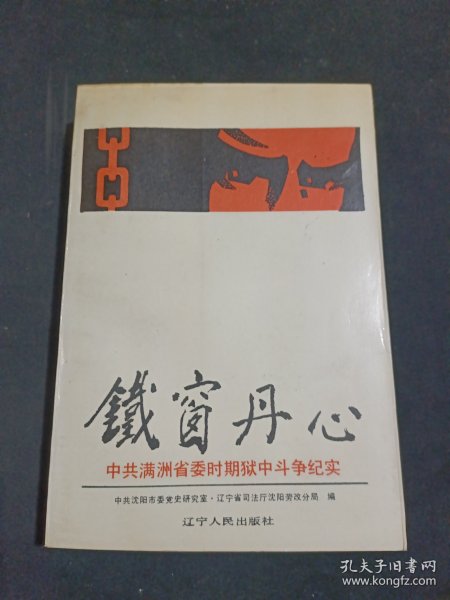 鐵窗丹心
中共满洲省委时期狱中斗争纪实
中共沈阳市委党史研究室·辽宁省司法厅沈阳劳改分局 编
辽宁人民出版社
孔夫子旧书网
www.kongfz.com